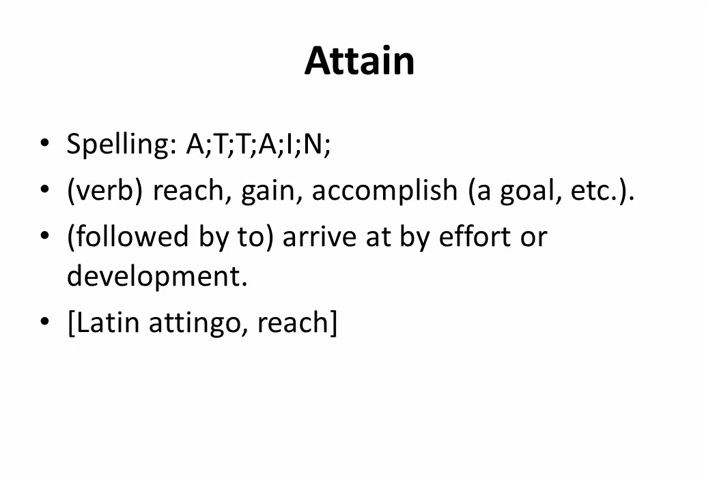 Attain
• Spelling: A;T;T;A;I;N;
• (verb) reach, gain, accomplish (a goal, etc.).
• (followed by to) arrive at by effort or
development.
• [Latin attingo, reach]